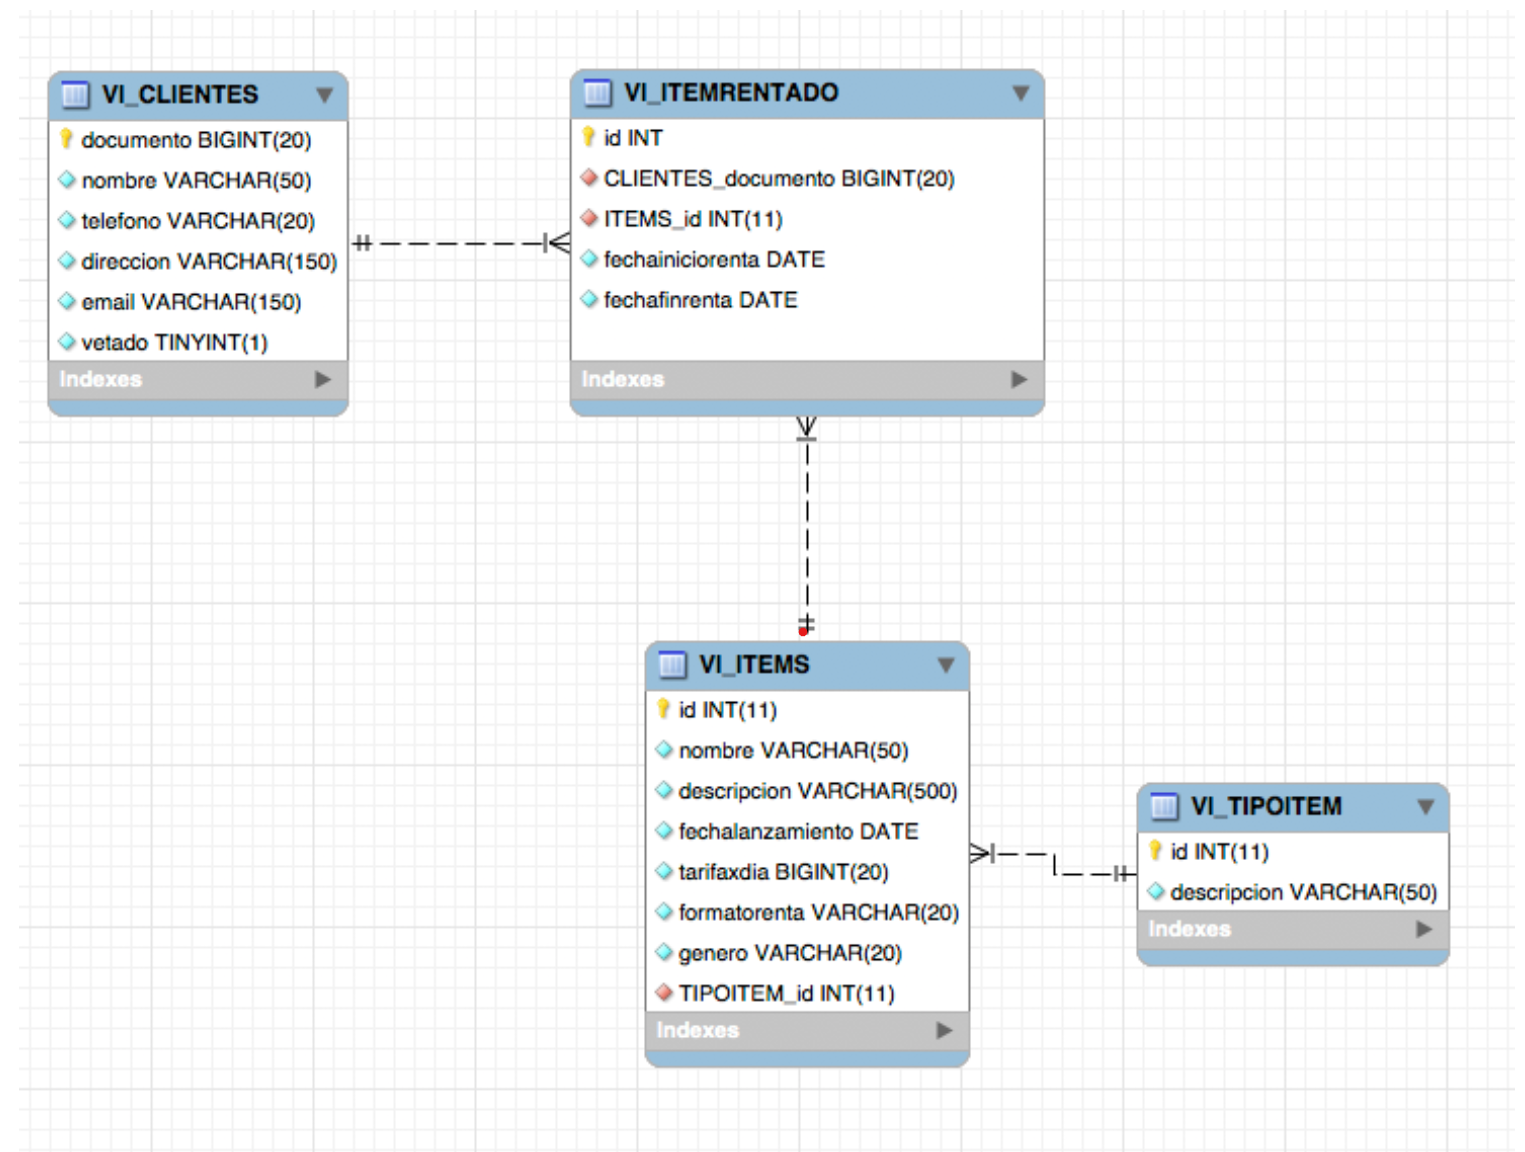 VI_CLIENTES
documento BIGINT(20)
nombre VARCHAR(50)
telefono VARCHAR(20)
direccion VARCHAR(150)
email VARCHAR(150)
vetado TINYINT(1)
Indexes
VI_ITEMRENTADO
id INT
CLIENTES_documento BIGINT(20)
ITEMS_id INT(11)
fechainiciorenta DATE
fechafinrenta DATE
Indexes
VI_ITEMS
id INT(11)
nombre VARCHAR(50)
descripcion VARCHAR(500)
fechalanzamiento DATE
tarifaxdia BIGINT(20)
formatorenta VARCHAR(20)
genero VARCHAR(20)
TIPOITEM_id INT(11)
Indexes
VI_TIPOITEM
id INT(11)
descripcion VARCHAR(50)
Indexes